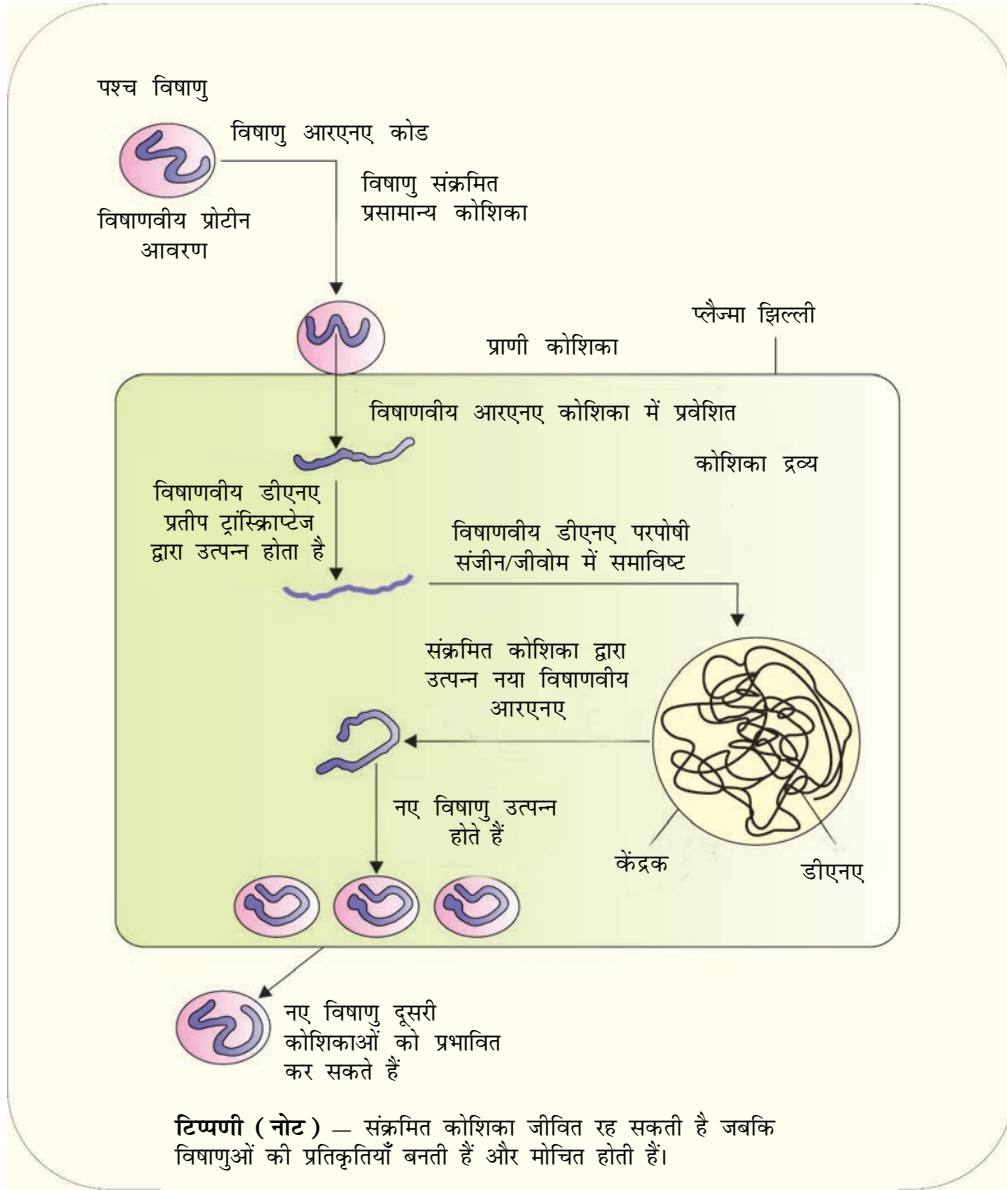 पश्च विषाणु
विषाणु आरएनए कोड
विषाणु संक्रमित
प्रसामान्य कोशिका
विषाणवीय प्रोटीन
आवरण
प्लैज्मा झिल्ली
प्राणी कोशिका
विषाणवीय आरएनए कोशिका में प्रवेशित
कोशिका द्रव्य
विषाणवीय डीएनए
प्रतीप ट्रांस्क्राप्टेज
द्वारा उत्पन्न होता है
विषाणवीय डीएनए परपोषी
संजीन/जीवोम में समाविष्ट
संक्रमित कोशिका द्वारा
उत्पन्न नया विषाणवीय
आरएनए
नए विषाणु उत्पन्न
होते हैं
केंद्रक
डीएनए
नए विषाणु दूसरी
कोशिकाओं को प्रभावित
कर सकते हैं
टिप्पणी ( नोट ) — संक्रमित कोशिका जीवित रह सकती है जबकि
विषाणुओं की प्रतिकृतियाँ बनती हैं और मोचित होती हैं।